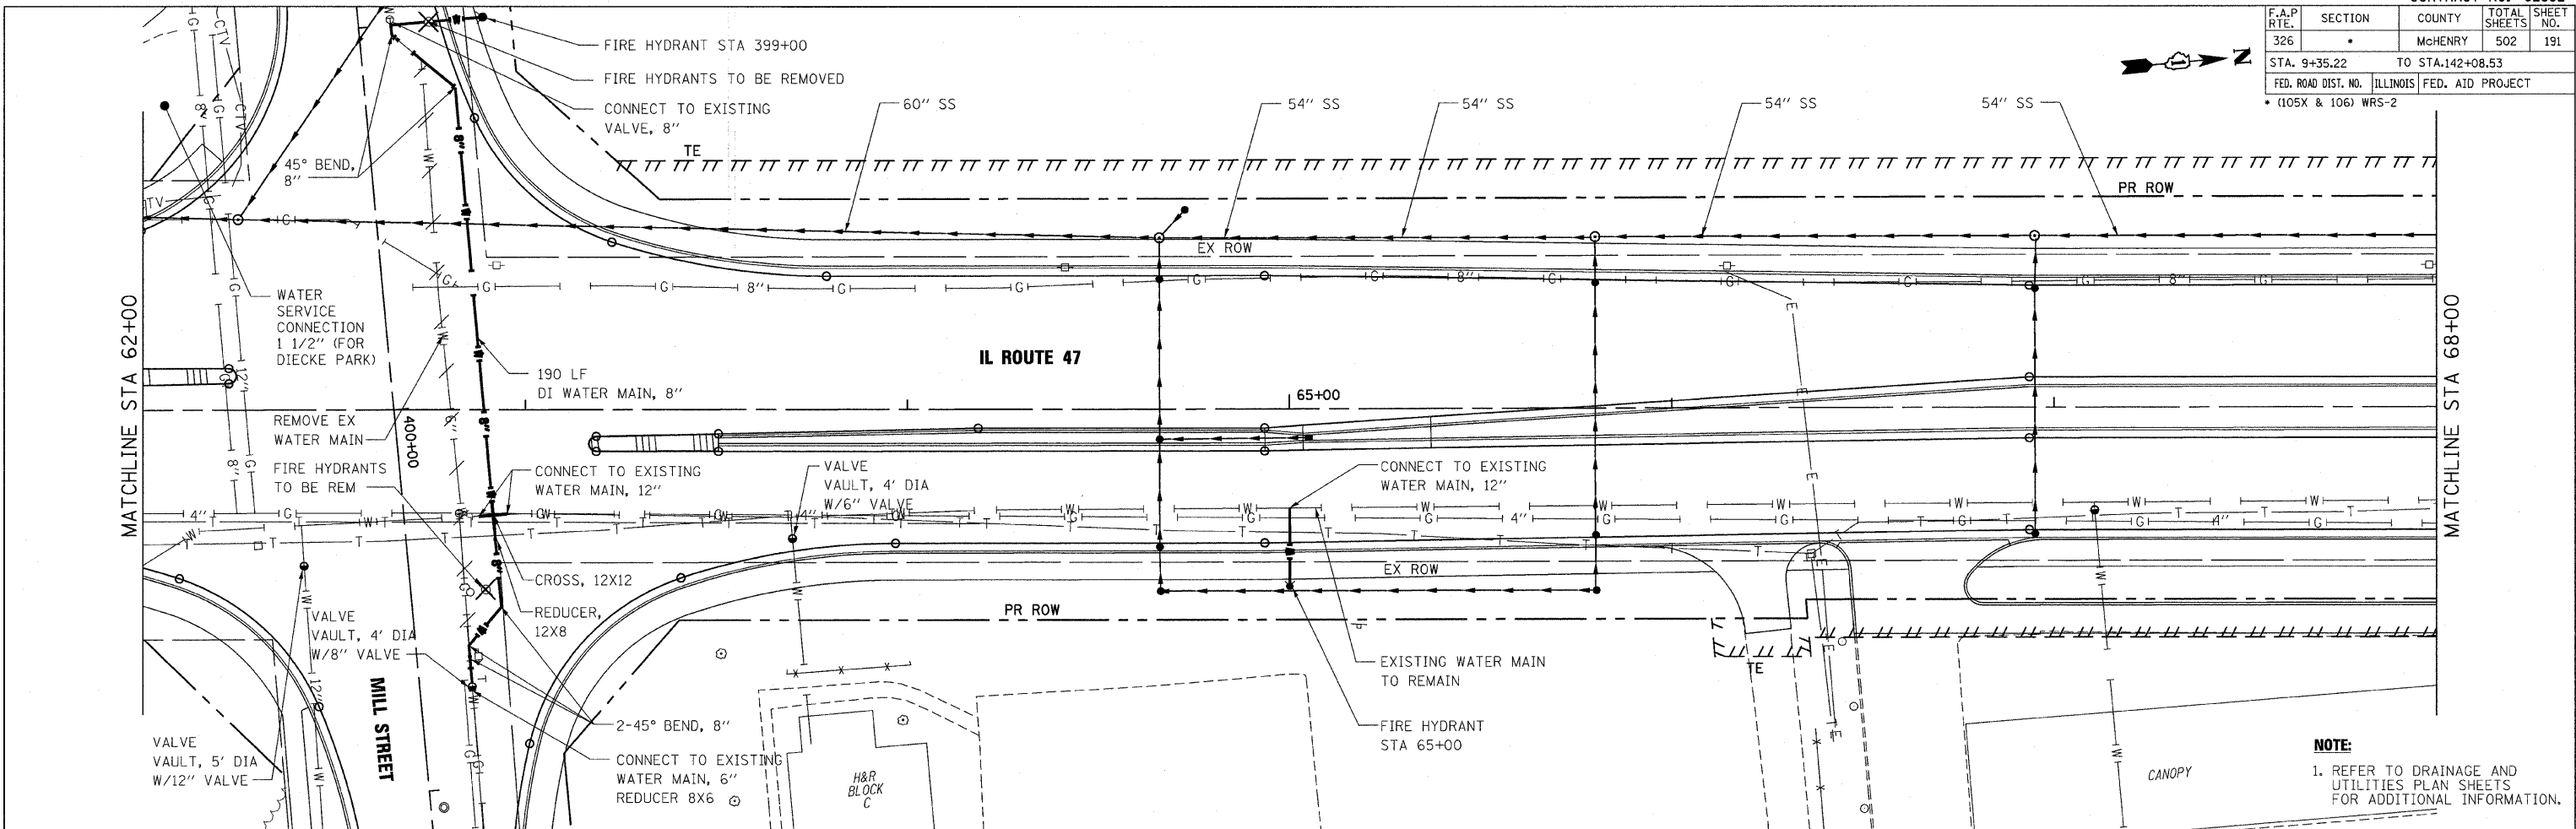 F.A.P RTE.
SECTION
COUNTY
TOTAL SHEETS
SHEET NO.
326
*
McHENRY
502
191
STA. 9+35.22 TO STA.142+08.53
FED. ROAD DIST. NO.
ILLINOIS
FED. AID PROJECT
* (105X & 106) WRS-2
N
FIRE HYDRANT STA 399+00
FIRE HYDRANTS TO BE REMOVED
CONNECT TO EXISTING
VALVE, 8"
60" SS
54" SS
54" SS
54" SS
54" SS
45° BEND,
8"
TE
PR ROW
EX ROW
MATCHLINE STA 62+00
WATER
SERVICE
CONNECTION
1 1/2" (FOR
DIECKE PARK)
IL ROUTE 47
190 LF
DI WATER MAIN, 8"
65+00
MATCHLINE STA 68+00
REMOVE EX
WATER MAIN
400+00
FIRE HYDRANTS
TO BE REM
CONNECT TO EXISTING
WATER MAIN, 12"
VALVE
VAULT, 4' DIA
W/6" VALVE
CONNECT TO EXISTING
WATER MAIN, 12"
CROSS, 12X12
EX ROW
REDUCER,
12X8
PR ROW
VALVE
VAULT, 4' DIA
W/8" VALVE
EXISTING WATER MAIN
TO REMAIN
TE
MILL STREET
2-45° BEND, 8"
FIRE HYDRANT
STA 65+00
VALVE
VAULT, 5' DIA
W/12" VALVE
CONNECT TO EXISTING
WATER MAIN, 6"
REDUCER 8X6
H&R
BLOCK
C
CANOPY
NOTE:
1. REFER TO DRAINAGE AND
UTILITIES PLAN SHEETS
FOR ADDITIONAL INFORMATION.